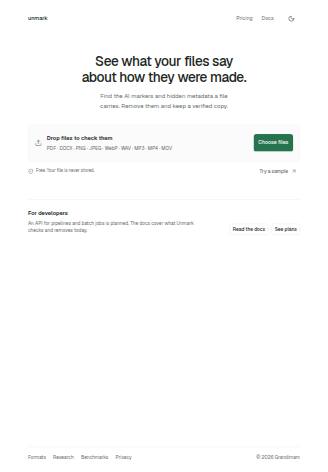 unmark
Pricing Docs
See what your files say
about how they were made.
Find the AI markers and hidden metadata a file
carries. Remove them and keep a verified copy.
Drop files to check them
PDF · DOCX · PNG · JPEG · WebP · WAV · MP3 · MP4 · MOV
Choose files
Free. Your file is never stored.
Try a sample
For developers
An API for pipelines and batch jobs is planned. The docs cover what Unmark
checks and removes today.
Read the docs
See plans
Formats Research Benchmarks Privacy
© 2026 Grandimam